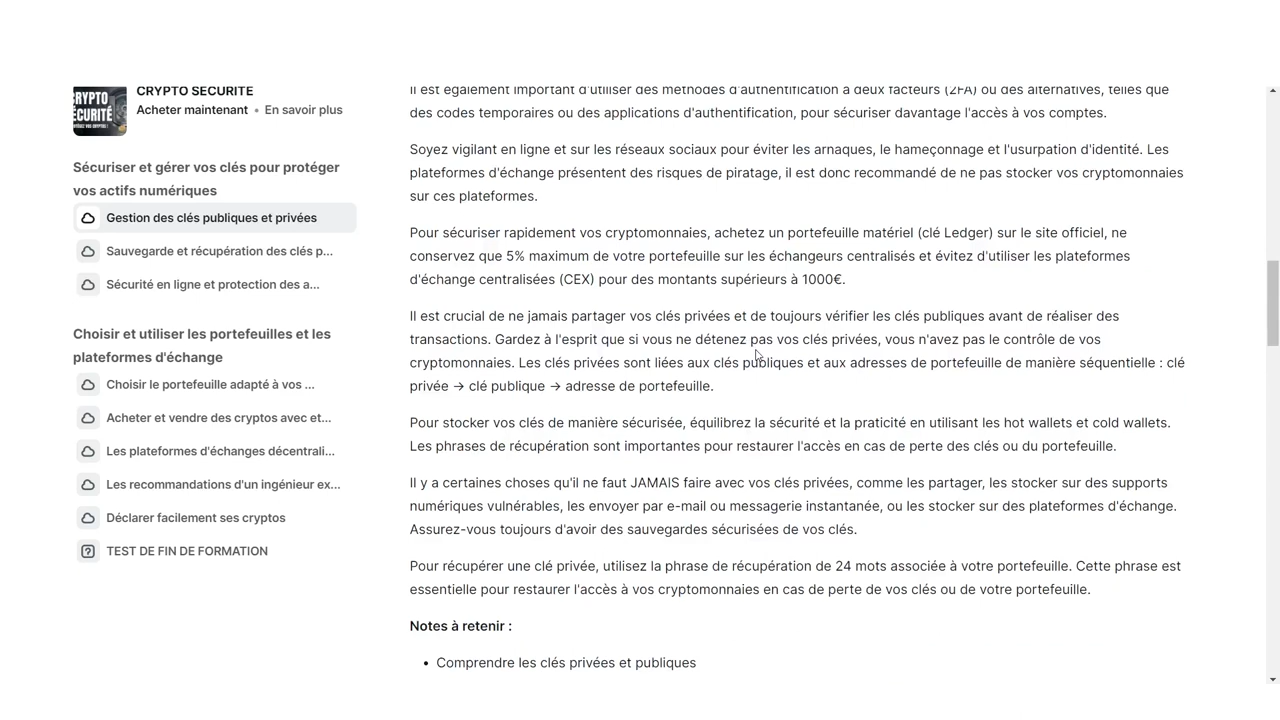 CRYPTO SECURITE
Acheter maintenant • En savoir plus
CRYPTO
ÉCURITÉ
Sécuriser et gérer vos clés pour protéger
vos actifs numériques
Gestion des clés publiques et privées
Sauvegarde et récupération des clés p...
Sécurité en ligne et protection des a...
Choisir et utiliser les portefeuilles et les
plateformes d'échange
Choisir le portefeuille adapté à vos ...
Acheter et vendre des cryptos avec et...
Les plateformes d'échanges décentrali...
Les recommandations d'un ingénieur ex...
Déclarer facilement ses cryptos
TEST DE FIN DE FORMATION
Il est également important d'utiliser des méthodes d'authentification à deux facteurs (2FA) ou des alternatives, telles que
des codes temporaires ou des applications d'authentification, pour sécuriser davantage l'accès à vos comptes.
Soyez vigilant en ligne et sur les réseaux sociaux pour éviter les arnaques, le hameçonnage et l'usurpation d'identité. Les
plateformes d'échange présentent des risques de piratage, il est donc recommandé de ne pas stocker vos cryptomonnaies
sur ces plateformes.
Pour sécuriser rapidement vos cryptomonnaies, achetez un portefeuille matériel (clé Ledger) sur le site officiel, ne
conservez que 5% maximum de votre portefeuille sur les échangeurs centralisés et évitez d'utiliser les plateformes
d'échange centralisées (CEX) pour des montants supérieurs à 1000€.
Il est crucial de ne jamais partager vos clés privées et de toujours vérifier les clés publiques avant de réaliser des
transactions. Gardez à l'esprit que si vous ne détenez pas vos clés privées, vous n'avez pas le contrôle de vos
cryptomonnaies. Les clés privées sont liées aux clés publiques et aux adresses de portefeuille de manière séquentielle : clé
privée → clé publique → adresse de portefeuille.
Pour stocker vos clés de manière sécurisée, équilibrez la sécurité et la praticité en utilisant les hot wallets et cold wallets.
Les phrases de récupération sont importantes pour restaurer l'accès en cas de perte des clés ou du portefeuille.
Il y a certaines choses qu'il ne faut JAMAIS faire avec vos clés privées, comme les partager, les stocker sur des supports
numériques vulnérables, les envoyer par e-mail ou messagerie instantanée, ou les stocker sur des plateformes d'échange.
Assurez-vous toujours d'avoir des sauvegardes sécurisées de vos clés.
Pour récupérer une clé privée, utilisez la phrase de récupération de 24 mots associée à votre portefeuille. Cette phrase est
essentielle pour restaurer l'accès à vos cryptomonnaies en cas de perte de vos clés ou de votre portefeuille.
Notes à retenir :
• Comprendre les clés privées et publiques